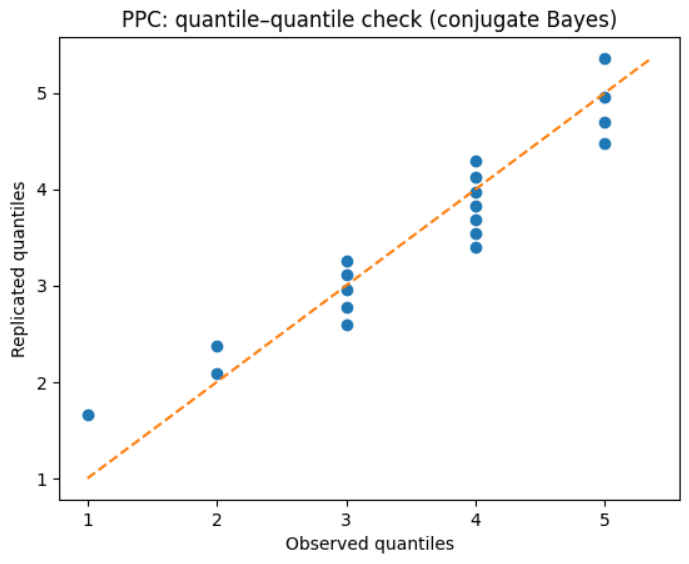 PPC: quantile–quantile check (conjugate Bayes)
Replicated quantiles
5
4
3
2
1
1 2 3 4 5
Observed quantiles